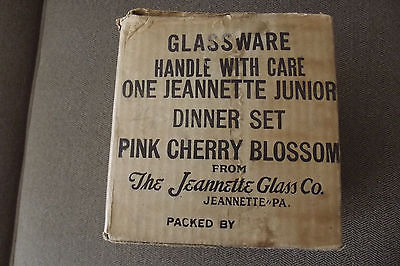 GLASSWARE
HANDLE WITH CARE
ONE JEANNETTE JUNIOR
DINNER SET
PINK CHERRY BLOSSOM
FROM
The Jeannette Glass Co.
JEANNETTE, PA.
PACKED BY